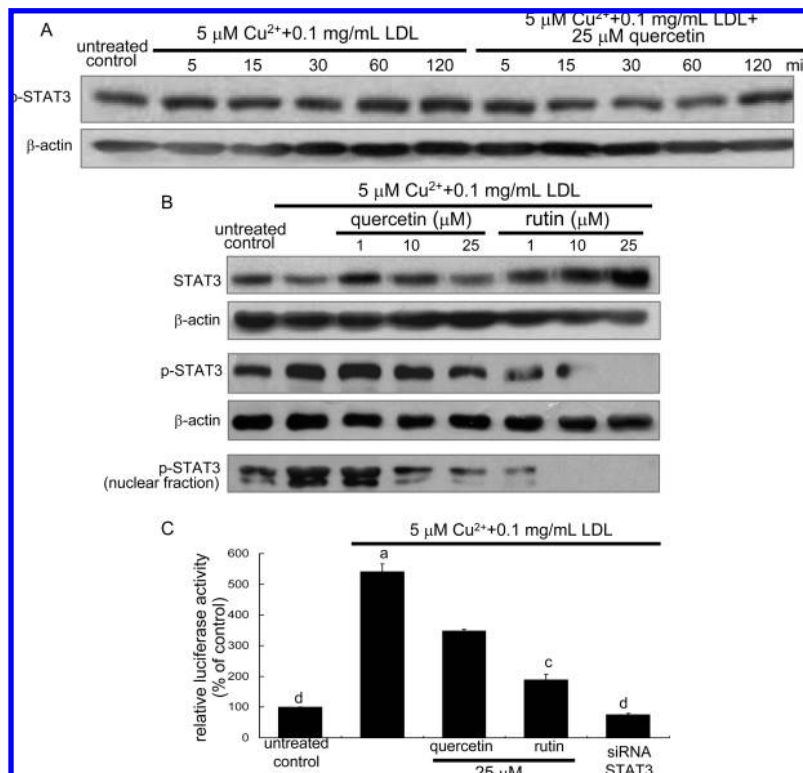 A
5 μM Cu²⁺+0.1 mg/mL LDL
5 μM Cu²⁺+0.1 mg/mL LDL+
25 μM quercetin
untreated
control
5 15 30 60 120 5 15 30 60 120 mi
p-STAT3
β-actin
B
5 μM Cu²⁺+0.1 mg/mL LDL
untreated
control
quercetin (μM) rutin (μM)
1 10 25 1 10 25
STAT3
β-actin
p-STAT3
β-actin
p-STAT3
(nuclear fraction)
C
5 μM Cu²⁺+0.1 mg/mL LDL
relative luciferase activity
(% of control)
600
500
400
300
200
100
0
d a c d
untreated
control
quercetin rutin
25 μM
siRNA
STAT3